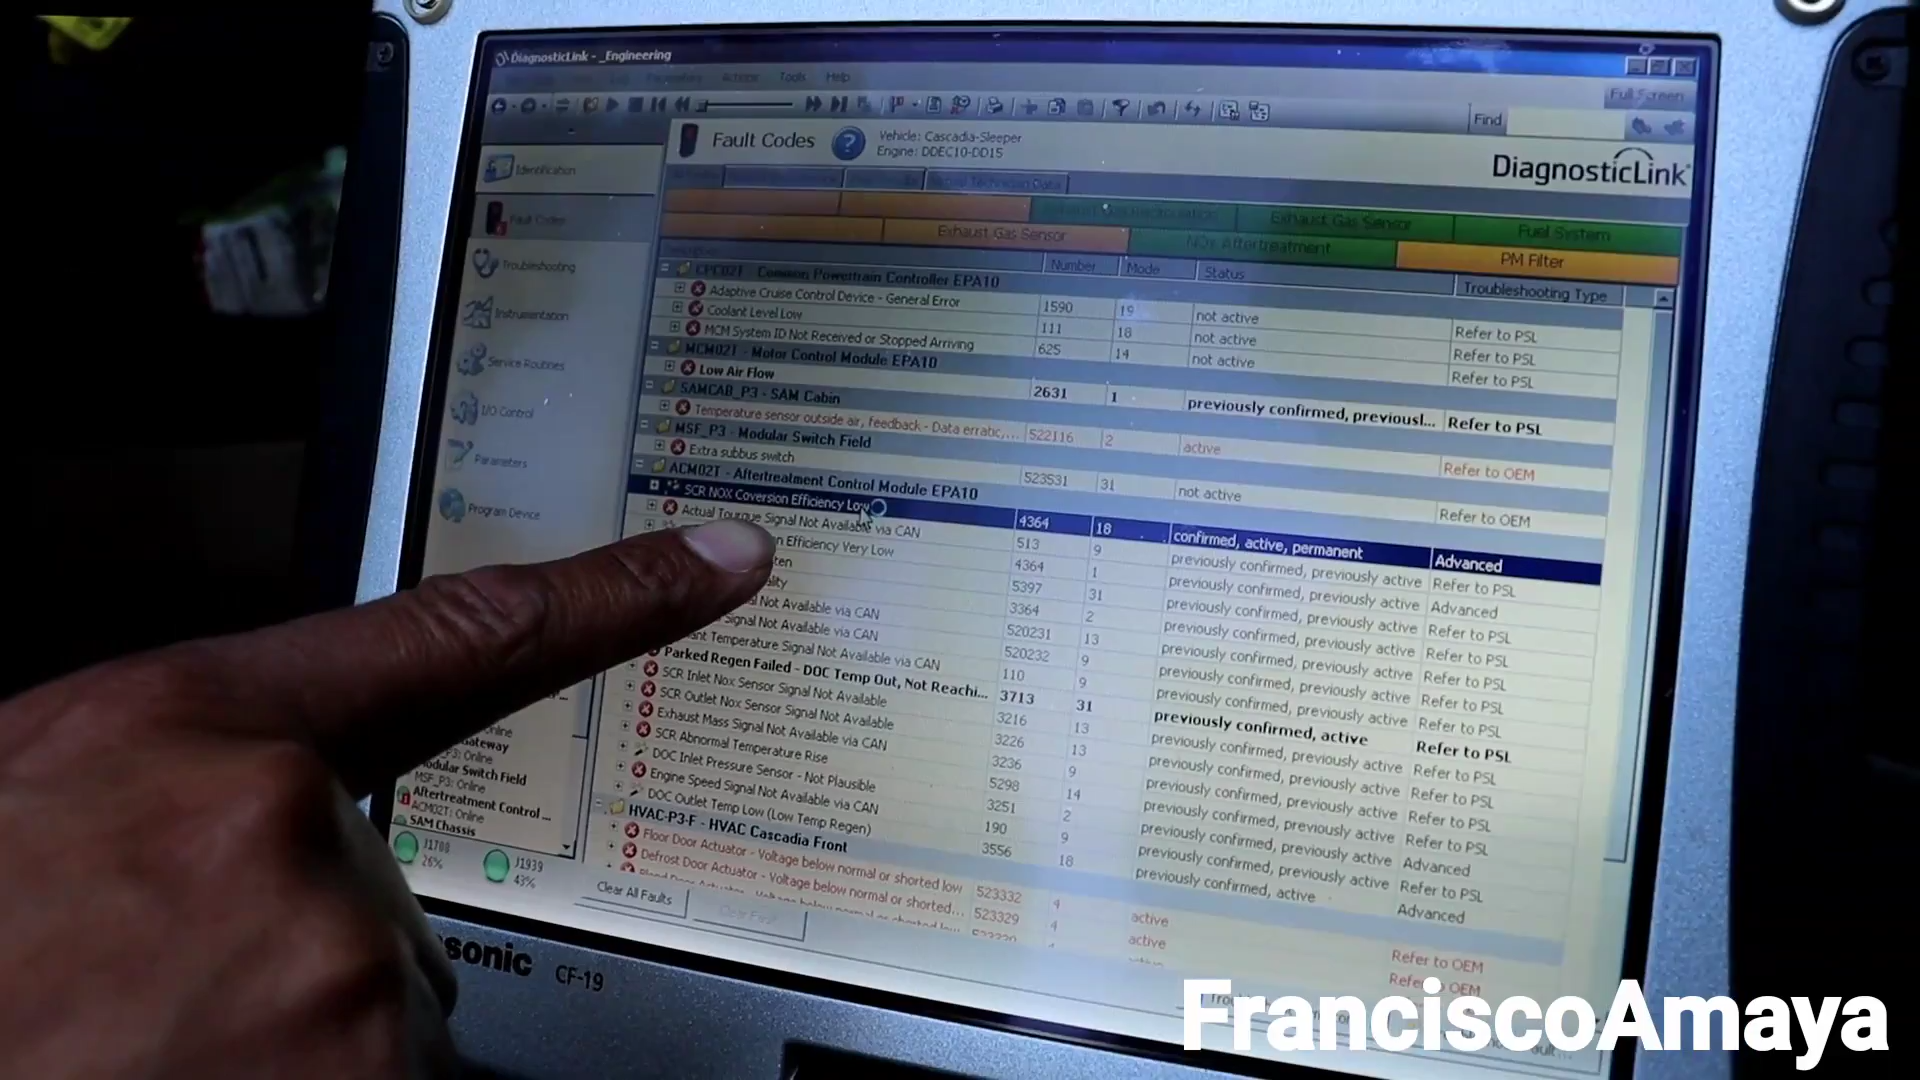 DiagnosticLink - _Engineering
Parameters Actions Tools Help
Full Screen
Find
Fault Codes
?
Vehicle: Cascadia-Sleeper
Engine: DDEC10-DD15
DiagnosticLink
Identification
Fault Codes
Troubleshooting
Instrumentation
Service Routines
I/O Control
Parameters
Program Device
Exhaust Gas Sensor
Fuel System
Exhaust Gas Sensor
NOx Aftertreatment
PM Filter
Number Mode Status Troubleshooting Type
CPC02T - Common Powertrain Controller EPA10
Adaptive Cruise Control Device - General Error 1590 19 not active Refer to PSL
Coolant Level Low 111 18 not active Refer to PSL
MCM System ID Not Received or Stopped Arriving 625 14 not active Refer to PSL
MCM02T - Motor Control Module EPA10
Low Air Flow 2631 1 previously confirmed, previousl... Refer to PSL
SAMCAB_P3 - SAM Cabin
Temperature sensor outside air, feedback - Data erratic,... 522116 2 active Refer to OEM
MSF_P3 - Modular Switch Field
Extra subbus switch 523531 31 not active Refer to OEM
ACM02T - Aftertreatment Control Module EPA10
SCR NOX Coversion Efficiency Low 4364 18 confirmed, active, permanent Advanced
Actual Tourque Signal Not Available via CAN 513 9 previously confirmed, previously active Refer to PSL
n Efficiency Very Low 4364 1 previously confirmed, previously active Advanced
ten 5397 31 previously confirmed, previously active Refer to PSL
ality 3364 2 previously confirmed, previously active Refer to PSL
al Not Available via CAN 520231 13 previously confirmed, previously active Refer to PSL
Signal Not Available via CAN 520232 9 previously confirmed, previously active Refer to PSL
ant Temperature Signal Not Available via CAN 110 9 previously confirmed, previously active Refer to PSL
Parked Regen Failed - DOC Temp Out, Not Reachi... 3713 31 previously confirmed, active Refer to PSL
SCR Inlet Nox Sensor Signal Not Available 3216 13 previously confirmed, previously active Refer to PSL
SCR Outlet Nox Sensor Signal Not Available 3226 13 previously confirmed, previously active Refer to PSL
Exhaust Mass Signal Not Available via CAN 3236 9 previously confirmed, previously active Refer to PSL
SCR Abnormal Temperature Rise 5298 14 previously confirmed, previously active Refer to PSL
DOC Inlet Pressure Sensor - Not Plausible 3251 2 previously confirmed, previously active Advanced
Engine Speed Signal Not Available via CAN 190 9 previously confirmed, previously active Refer to PSL
DOC Outlet Temp Low (Low Temp Regen) 3556 18 previously confirmed, active Advanced
HVAC-P3-F - HVAC Cascadia Front
Floor Door Actuator - Voltage below normal or shorted low 523332 4 active Refer to OEM
Defrost Door Actuator - Voltage below normal or shorted... 523329 4 active Refer to OEM
nline
Gateway
P3: Online
Modular Switch Field
MSF_P3: Online
Aftertreatment Control ...
ACM02T: Online
SAM Chassis
J1708
26%
J1939
43%
Clear All Faults
sonic CF-19
FranciscoAmaya